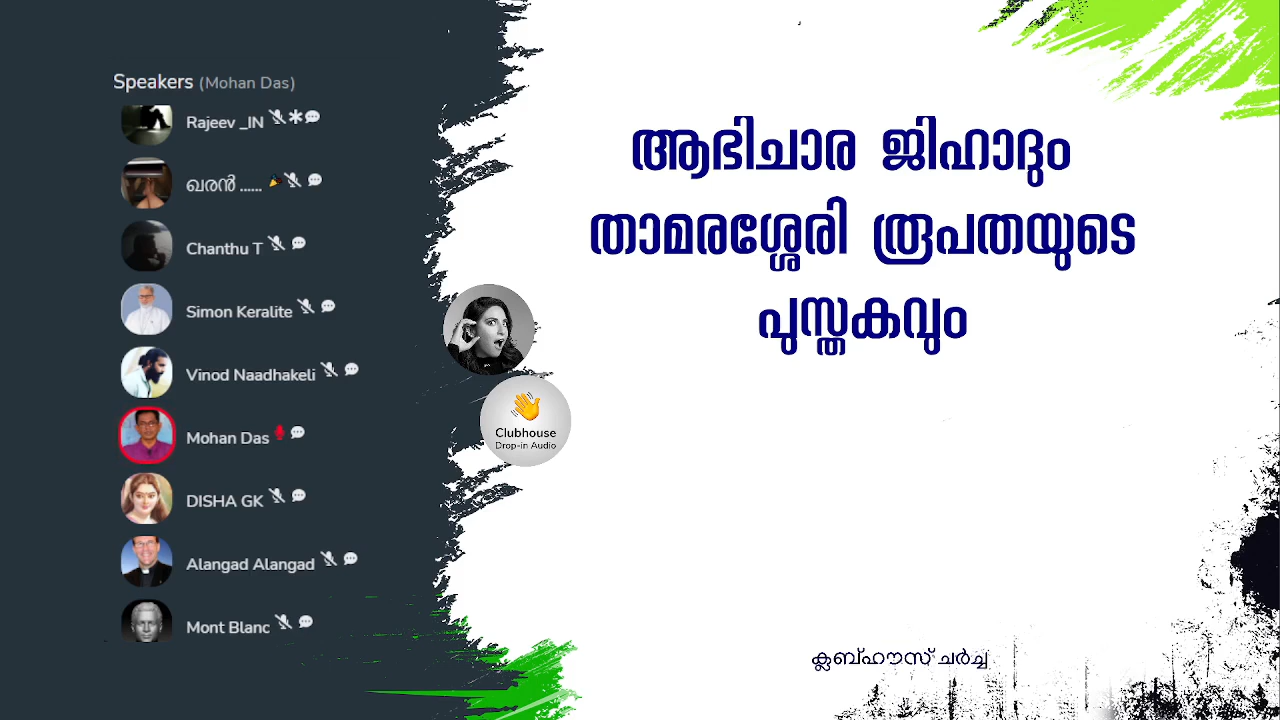 Speakers (Mohan Das)
Rajeev _IN
ഖരൻ ......
Chanthu T
Simon Keralite
Vinod Naadhakeli
Mohan Das
DISHA GK
Alangad Alangad
Mont Blanc
ആഭിചാര ജിഹാദും
താമരശ്ശേരി രൂപതയുടെ
പുസ്തകവും
Clubhouse
Drop-in Audio
ക്ലബ്ഹൗസ് ചർച്ച